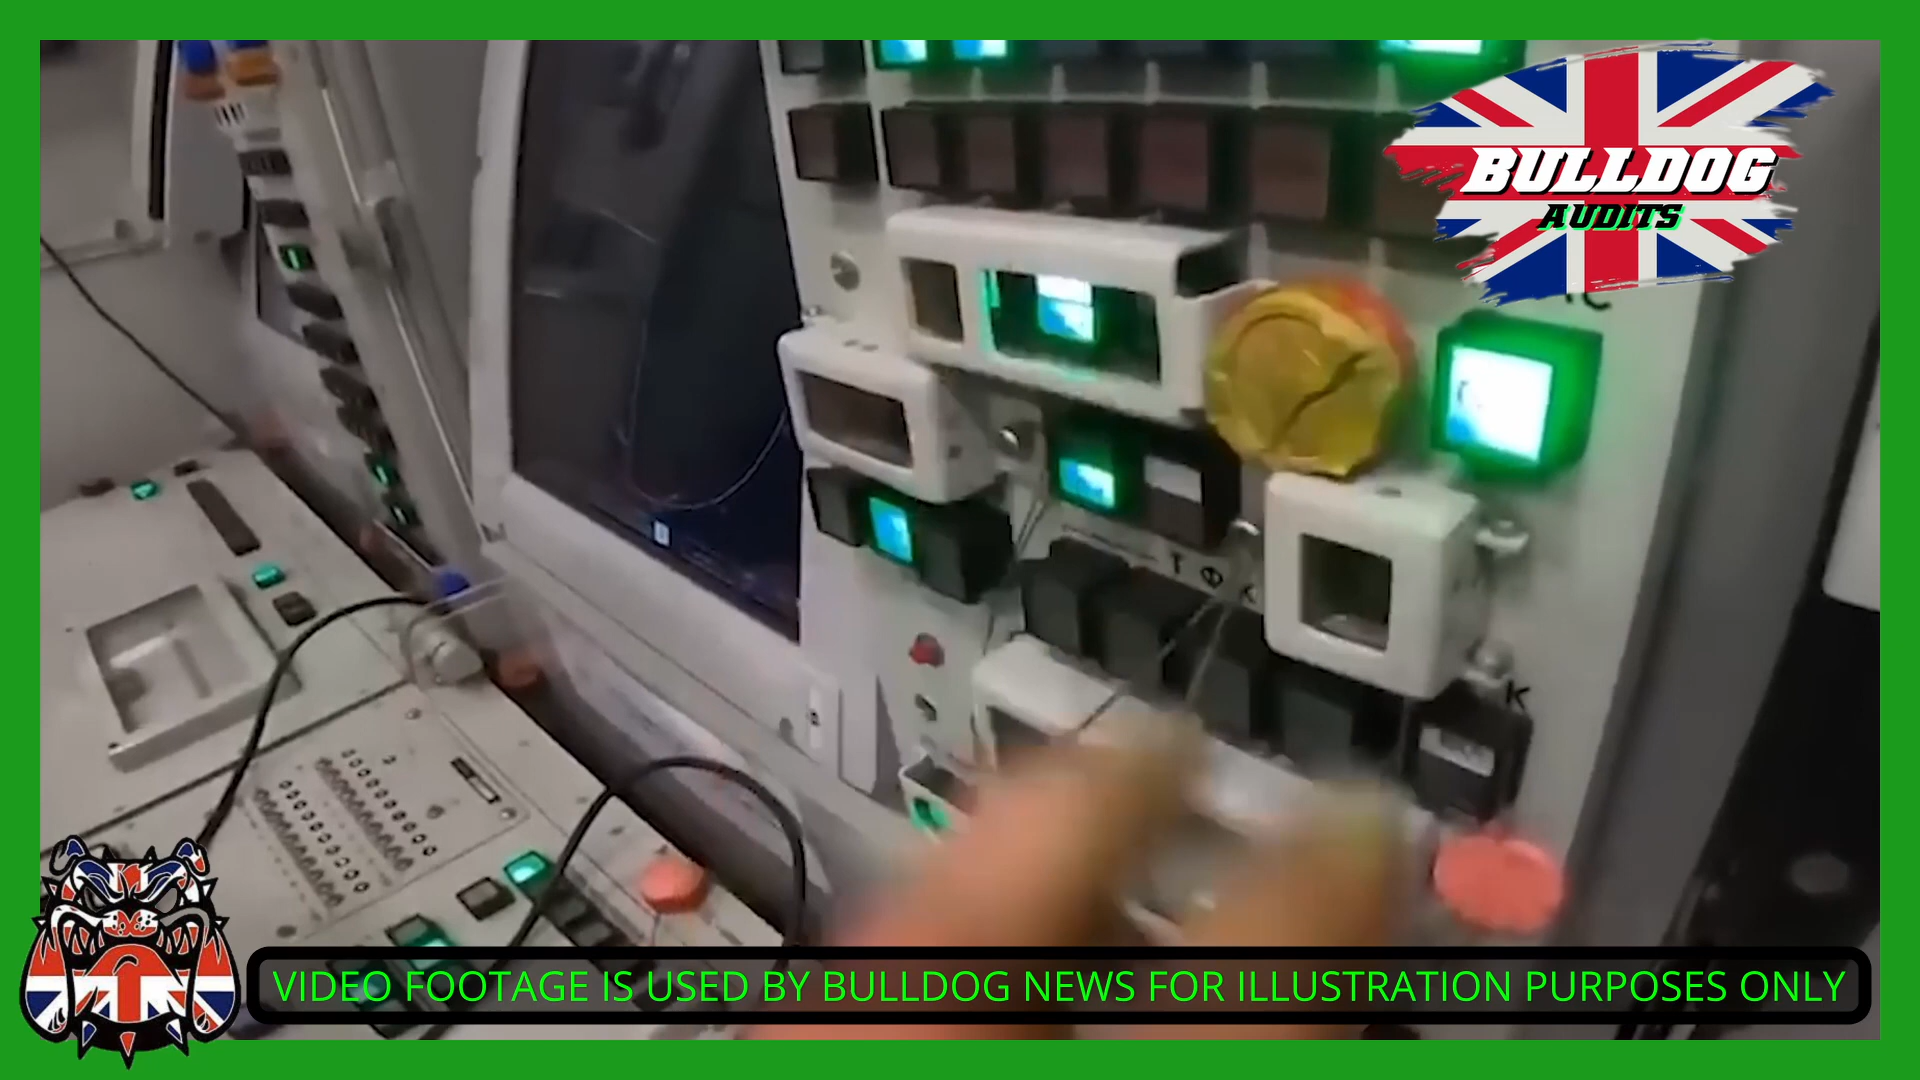 BULLDOG
AUDITS
Т Ф К
К
VIDEO FOOTAGE IS USED BY BULLDOG NEWS FOR ILLUSTRATION PURPOSES ONLY